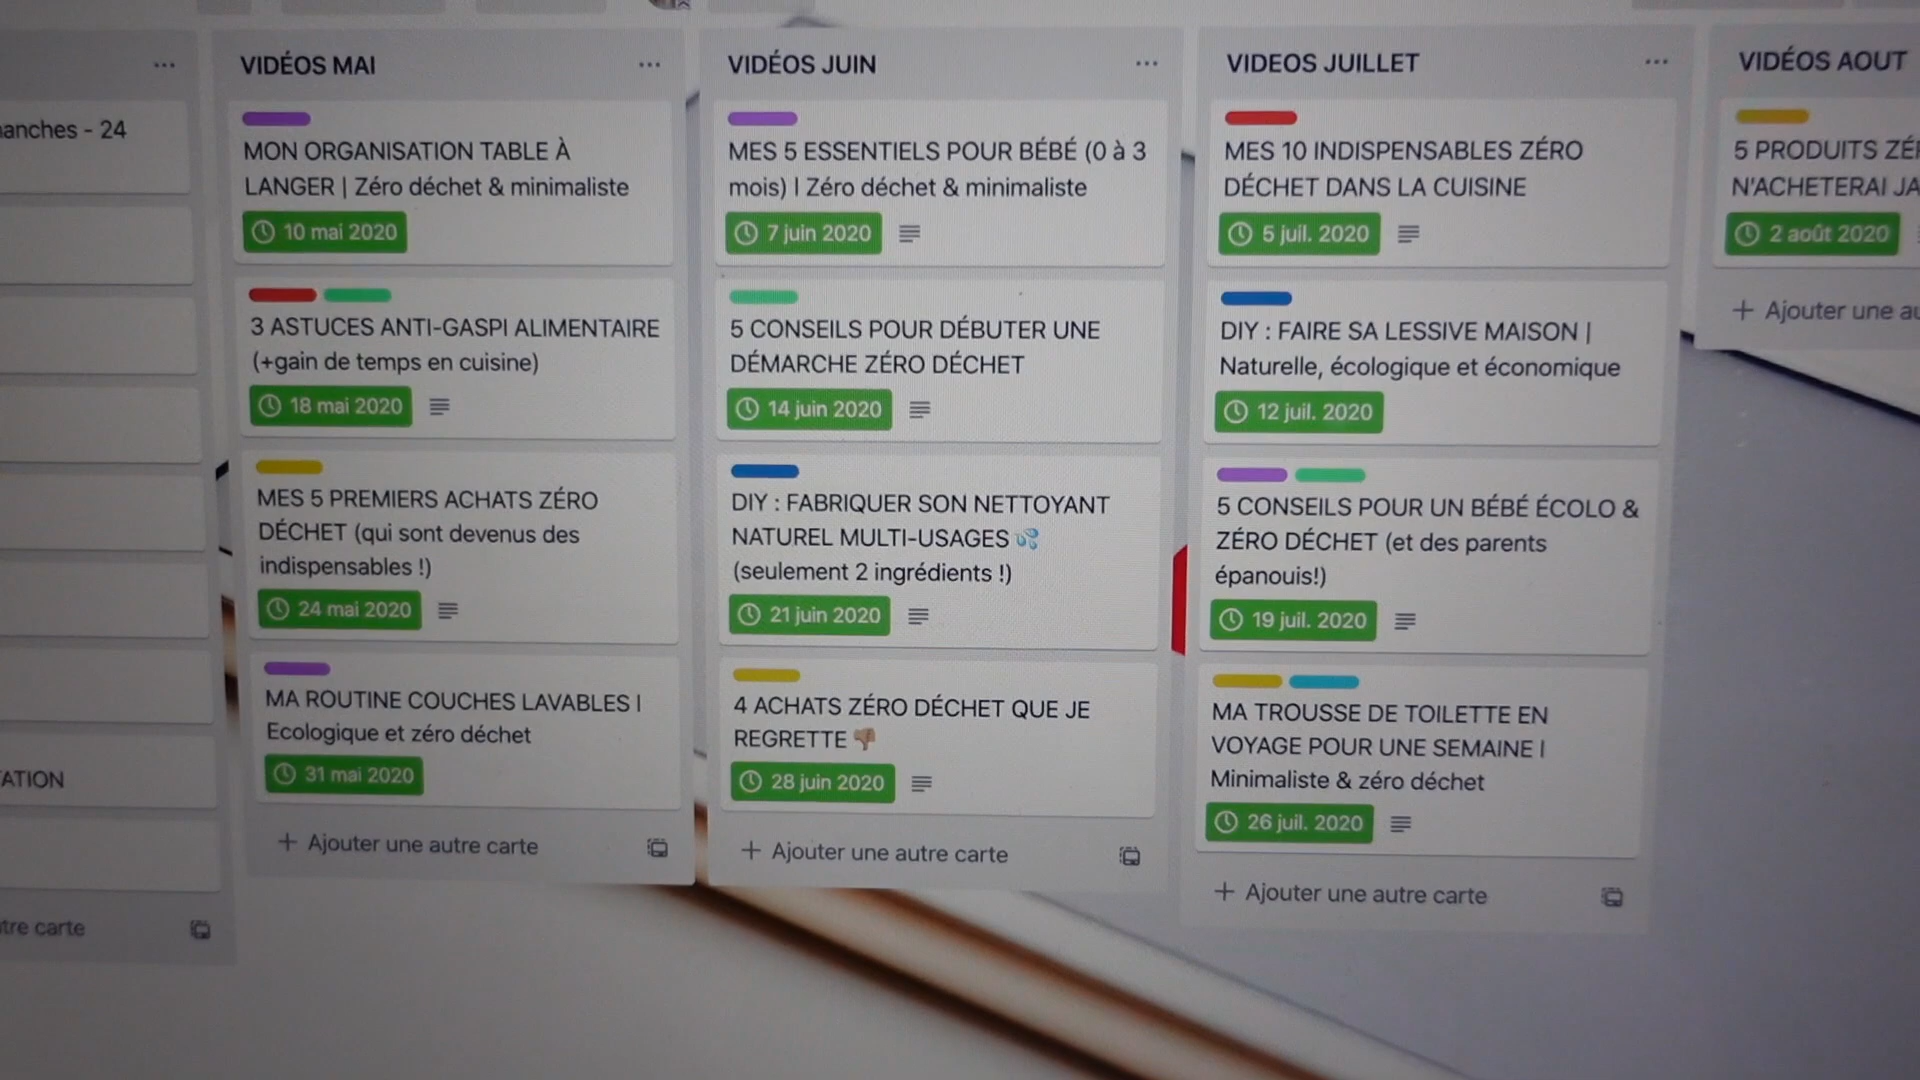 anches - 24
ATION
tre carte
VIDÉOS MAI
MON ORGANISATION TABLE À
LANGER | Zéro déchet & minimaliste
10 mai 2020
3 ASTUCES ANTI-GASPI ALIMENTAIRE
(+gain de temps en cuisine)
18 mai 2020
MES 5 PREMIERS ACHATS ZÉRO
DÉCHET (qui sont devenus des
indispensables !)
24 mai 2020
MA ROUTINE COUCHES LAVABLES |
Ecologique et zéro déchet
31 mai 2020
+ Ajouter une autre carte
VIDÉOS JUIN
MES 5 ESSENTIELS POUR BÉBÉ (0 à 3
mois) | Zéro déchet & minimaliste
7 juin 2020
5 CONSEILS POUR DÉBUTER UNE
DÉMARCHE ZÉRO DÉCHET
14 juin 2020
DIY : FABRIQUER SON NETTOYANT
NATUREL MULTI-USAGES 💦
(seulement 2 ingrédients !)
21 juin 2020
4 ACHATS ZÉRO DÉCHET QUE JE
REGRETTE 👎🏼
28 juin 2020
+ Ajouter une autre carte
VIDEOS JUILLET
MES 10 INDISPENSABLES ZÉRO
DÉCHET DANS LA CUISINE
5 juil. 2020
DIY : FAIRE SA LESSIVE MAISON |
Naturelle, écologique et économique
12 juil. 2020
5 CONSEILS POUR UN BÉBÉ ÉCOLO &
ZÉRO DÉCHET (et des parents
épanouis!)
19 juil. 2020
MA TROUSSE DE TOILETTE EN
VOYAGE POUR UNE SEMAINE |
Minimaliste & zéro déchet
26 juil. 2020
+ Ajouter une autre carte
VIDÉOS AOUT
5 PRODUITS ZÉ
N'ACHETERAI JA
2 août 2020
+ Ajouter une au